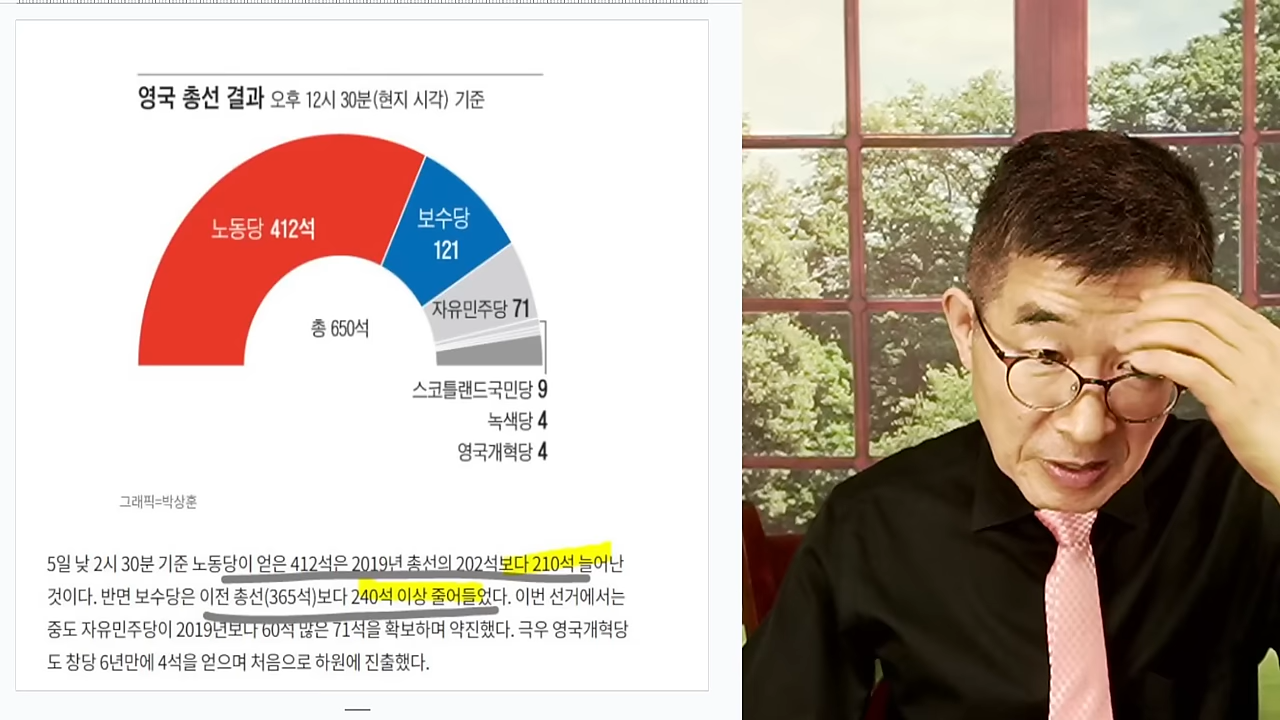 영국 총선 결과 오후 12시 30분(현지 시각) 기준
노동당 412석
보수당
121
자유민주당 71
총 650석
스코틀랜드국민당 9
녹색당 4
영국개혁당 4
그래픽=박상훈
5일 낮 2시 30분 기준 노동당이 얻은 412석은 2019년 총선의 202석보다 210석 늘어난
것이다. 반면 보수당은 이전 총선(365석)보다 240석 이상 줄어들었다. 이번 선거에서는
중도 자유민주당이 2019년보다 60석 많은 71석을 확보하며 약진했다. 극우 영국개혁당
도 창당 6년만에 4석을 얻으며 처음으로 하원에 진출했다.